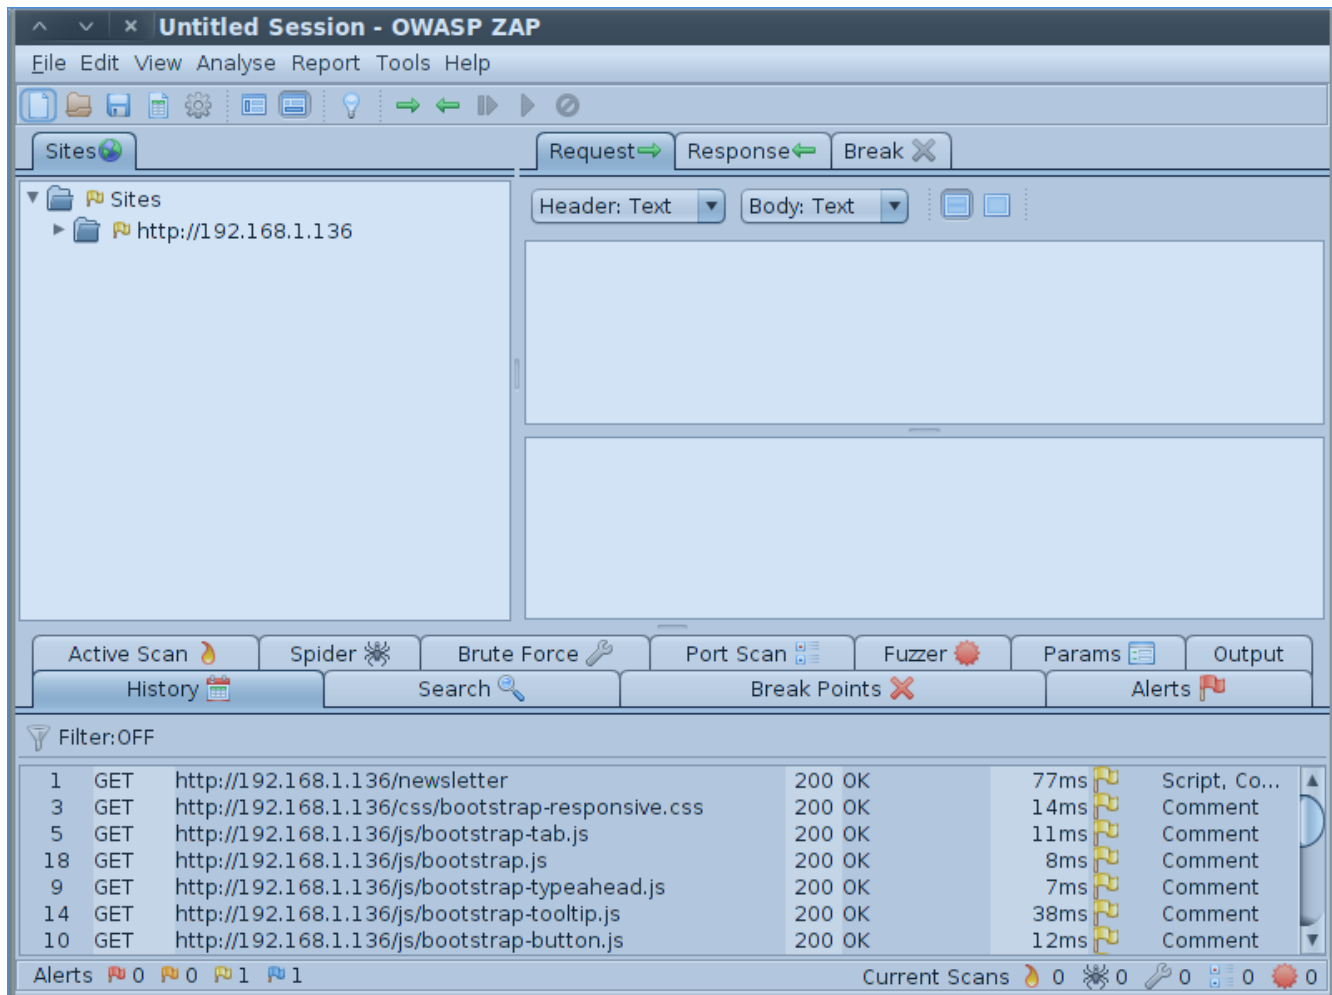 Untitled Session - OWASP ZAP
File Edit View Analyse Report Tools Help
Sites
Request Response Break
Sites
http://192.168.1.136
Header: Text Body: Text
Active Scan Spider Brute Force Port Scan Fuzzer Params Output
History Search Break Points Alerts
Filter:OFF
1 GET http://192.168.1.136/newsletter 200 OK 77ms Script, Co...
3 GET http://192.168.1.136/css/bootstrap-responsive.css 200 OK 14ms Comment
5 GET http://192.168.1.136/js/bootstrap-tab.js 200 OK 11ms Comment
18 GET http://192.168.1.136/js/bootstrap.js 200 OK 8ms Comment
9 GET http://192.168.1.136/js/bootstrap-typeahead.js 200 OK 7ms Comment
14 GET http://192.168.1.136/js/bootstrap-tooltip.js 200 OK 38ms Comment
10 GET http://192.168.1.136/js/bootstrap-button.js 200 OK 12ms Comment
Alerts 0 0 1 1 Current Scans 0 0 0 0 0